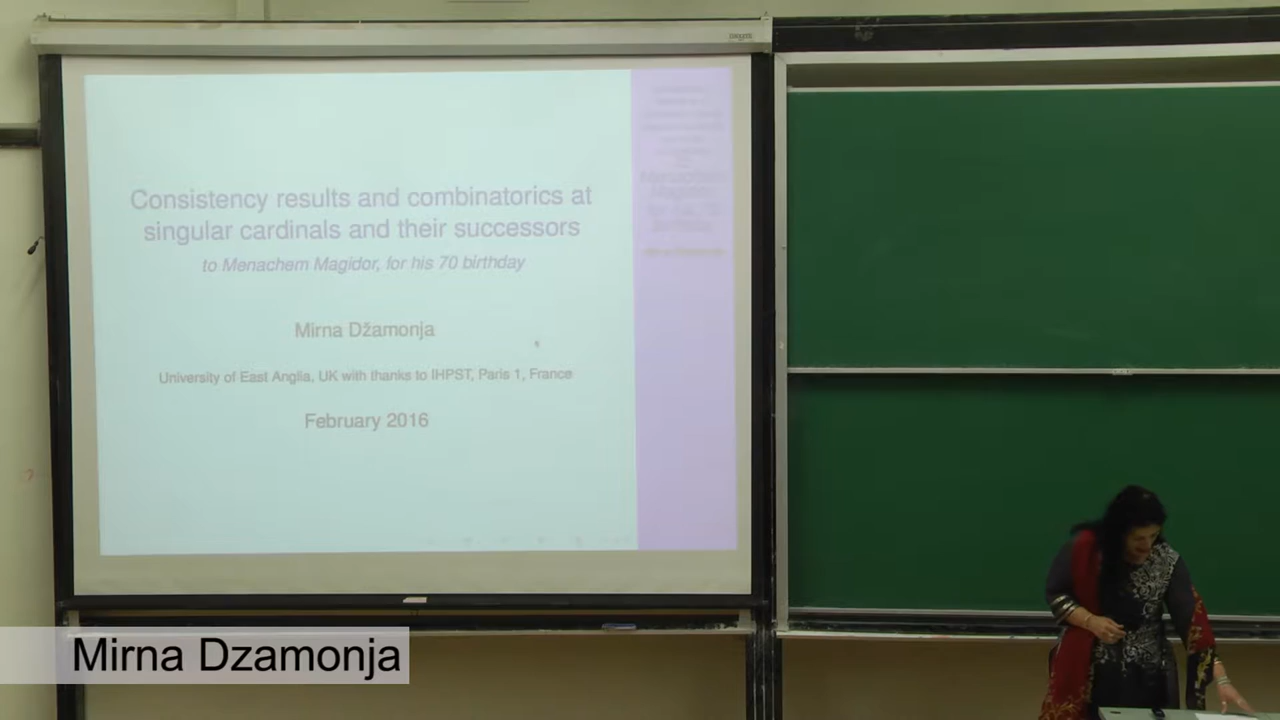 Consistency results and combinatorics at
singular cardinals and their successors
to Menachem Magidor, for his 70 birthday
Mirna Džamonja
University of East Anglia, UK with thanks to IHPST, Paris 1, France
February 2016
Mirna Dzamonja